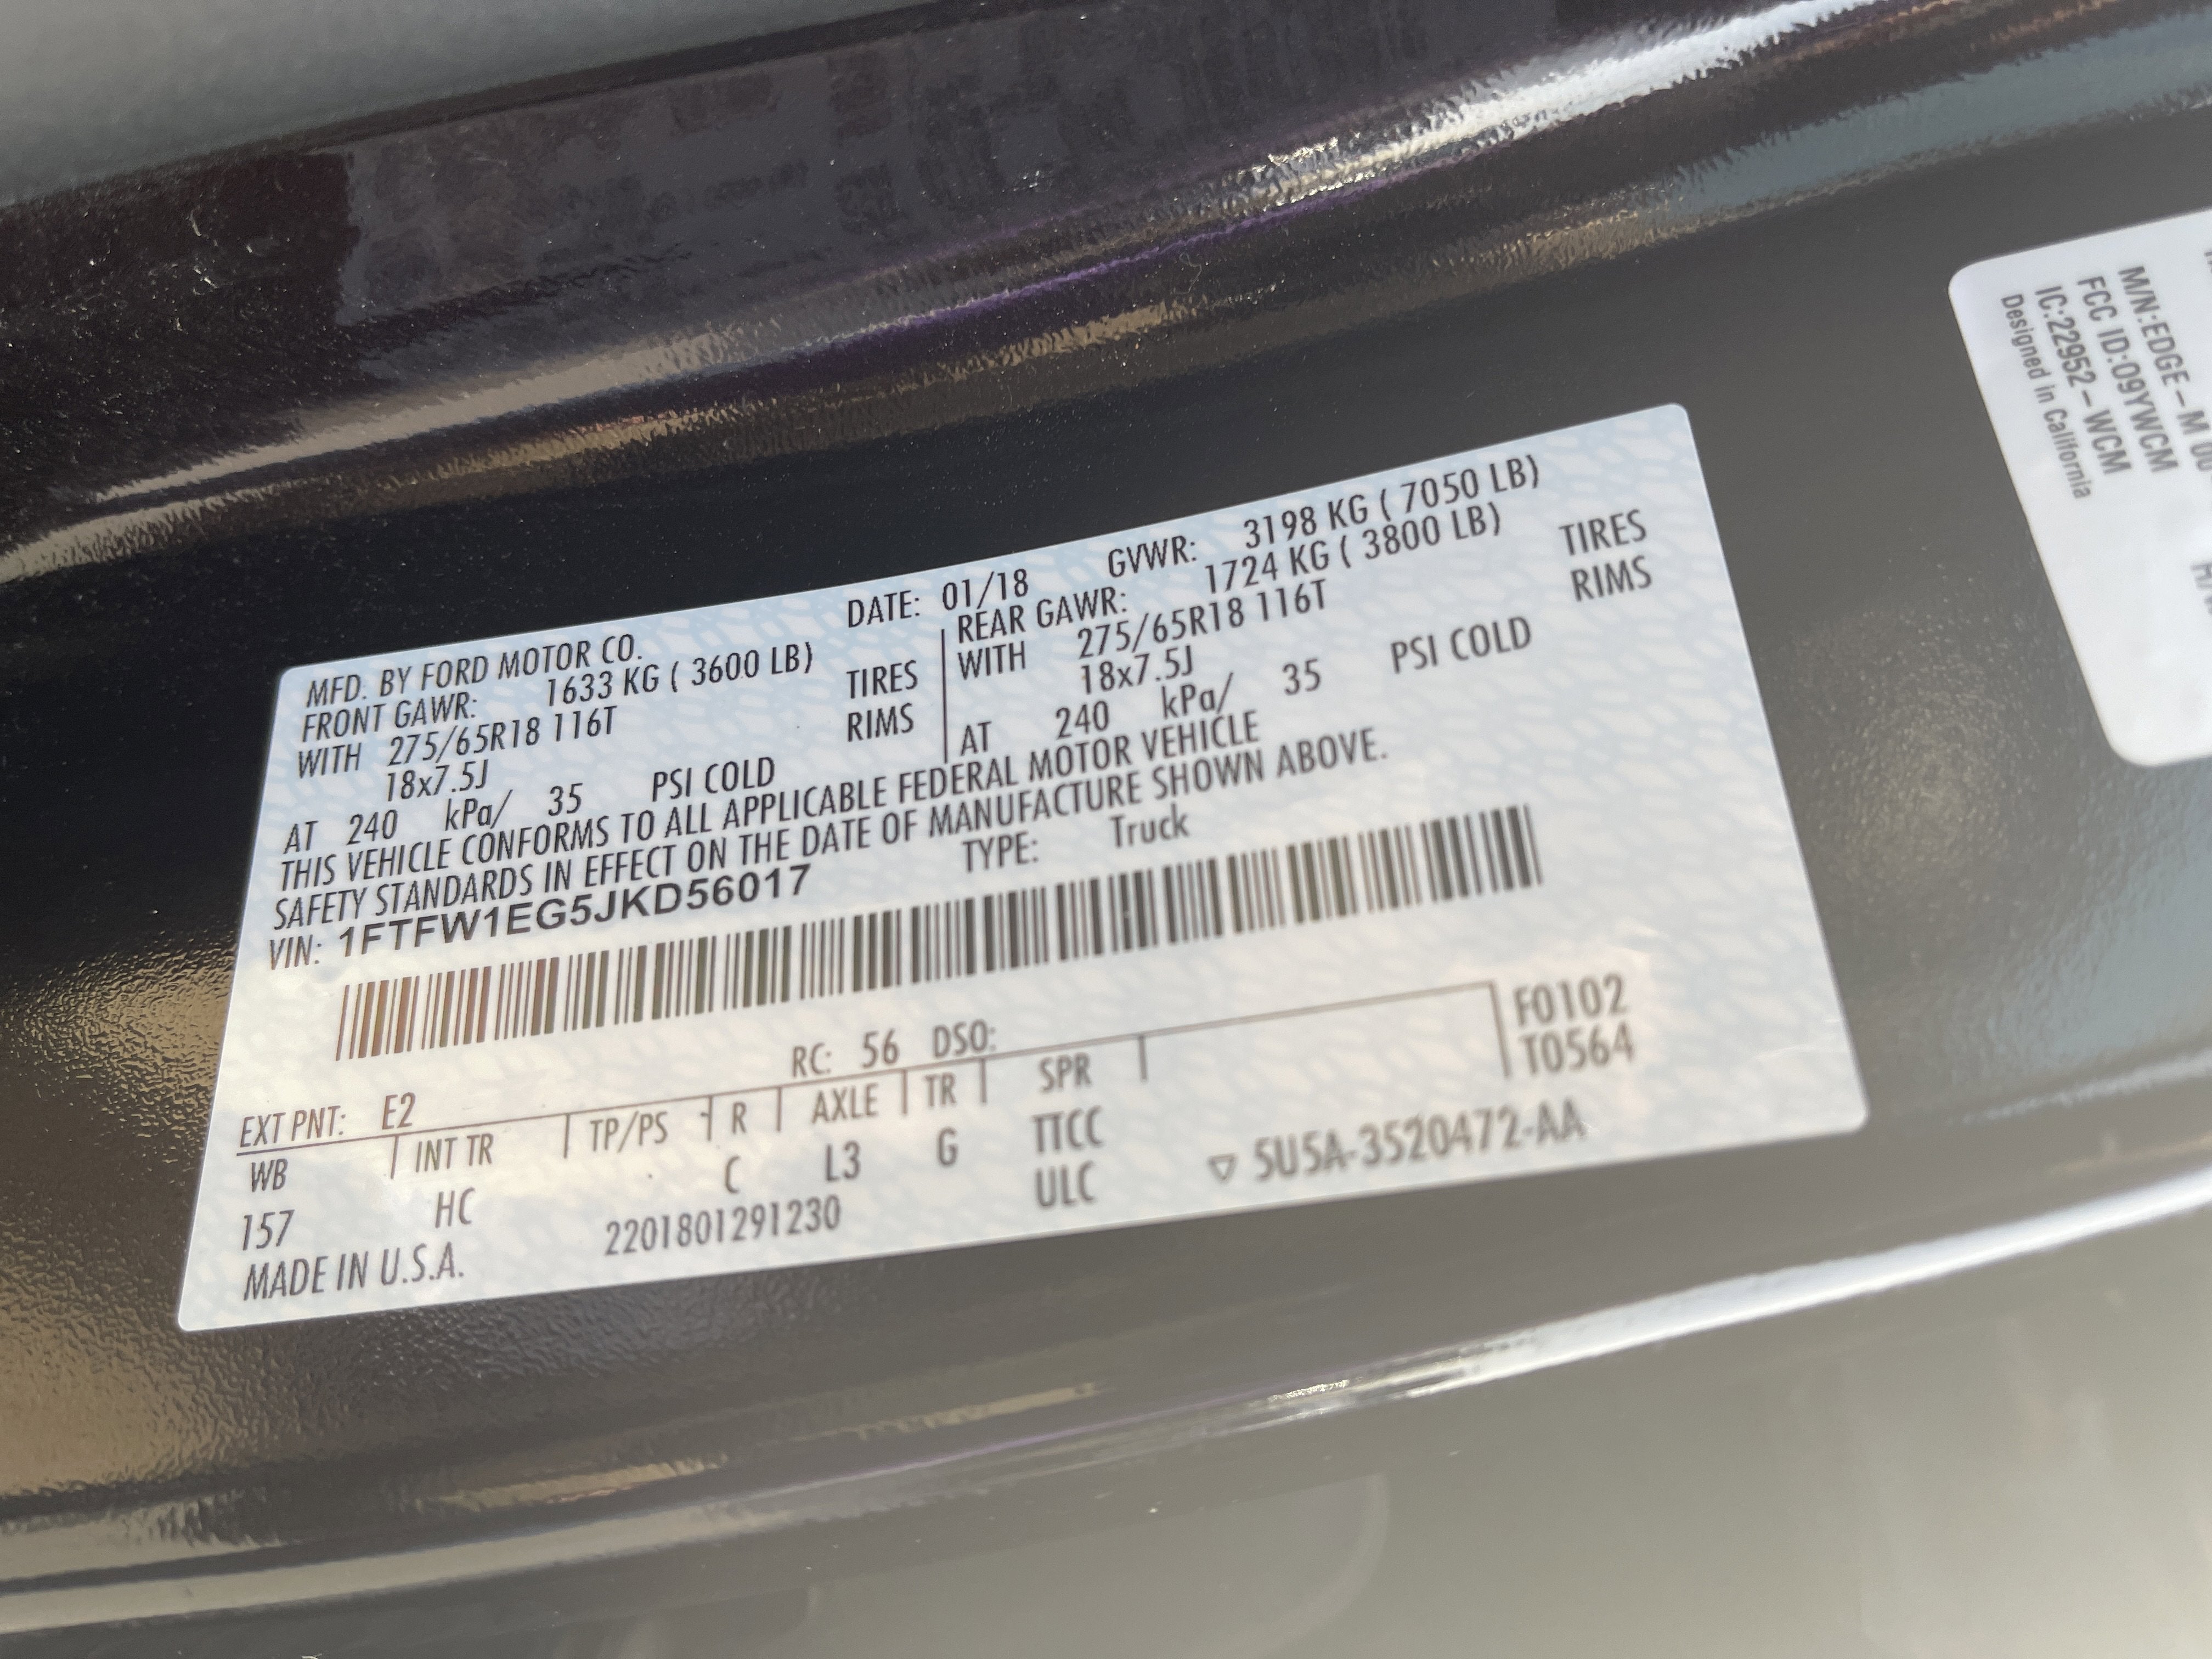 MFD. BY FORD MOTOR CO. DATE: 01/18 GVWR: 3198 KG ( 7050 LB)
FRONT GAWR: 1633 KG ( 3600 LB) REAR GAWR: 1724 KG ( 3800 LB)
WITH 275/65R18 116T TIRES WITH 275/65R18 116T TIRES
18x7.5J RIMS 18x7.5J RIMS
AT 240 kPa/ 35 PSI COLD AT 240 kPa/ 35 PSI COLD
THIS VEHICLE CONFORMS TO ALL APPLICABLE FEDERAL MOTOR VEHICLE
SAFETY STANDARDS IN EFFECT ON THE DATE OF MANUFACTURE SHOWN ABOVE.
VIN: 1FTFW1EG5JKD56017 TYPE: Truck
F0102
T0564
EXT PNT: E2 RC: 56 DSO:
WB INT TR TP/PS R AXLE TR SPR
157 HC C L3 G TTCC
ULC
MADE IN U.S.A. 2201801291230 ▽ 5U5A-3520472-AA
M/N:EDGE-M
FCC ID:O9YWCM
IC:22952-WCM
Designed in California